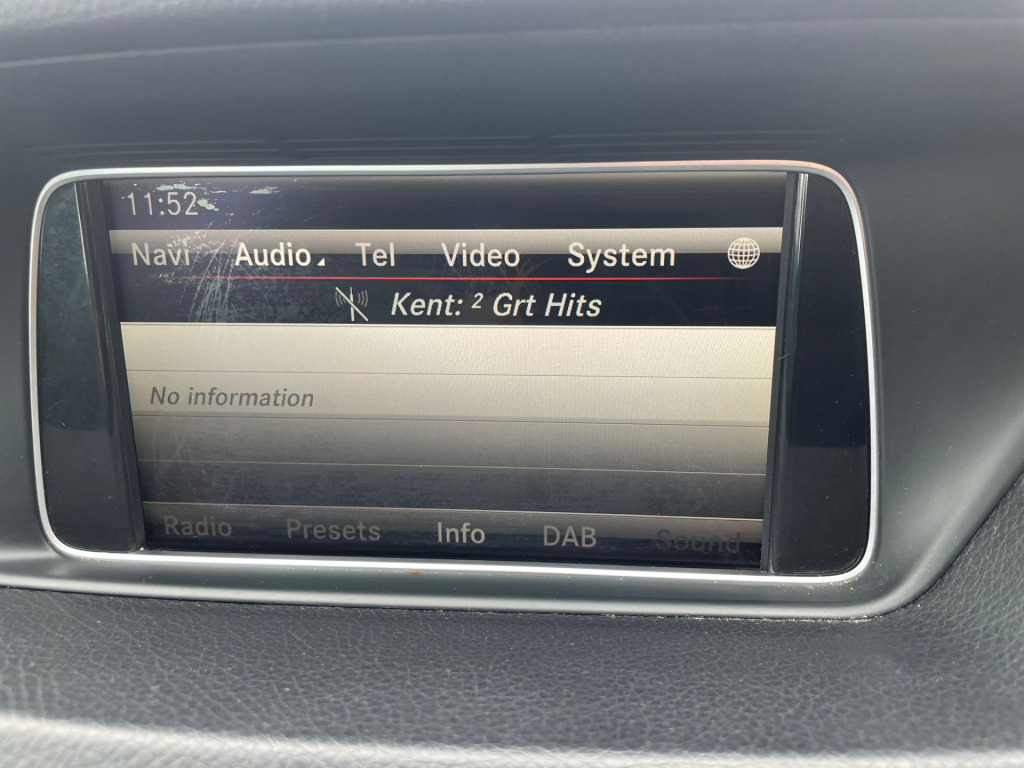 11:52
Navi Audio Tel Video System
Kent: ² Grt Hits
No information
Radio Presets Info DAB Sound